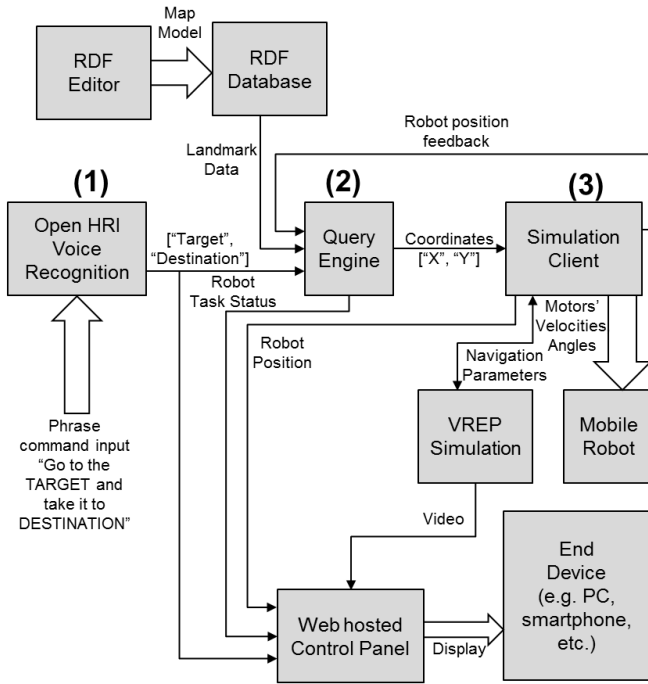 Map
Model
RDF
Editor
RDF
Database
Landmark
Data
Robot position
feedback
(1)
(2)
(3)
Open HRI
Voice
Recognition
[“Target”,
“Destination”]
Robot
Task Status
Query
Engine
Coordinates
[“X”, “Y”]
Simulation
Client
Robot
Position
Motors’
Velocities
Angles
Navigation
Parameters
Phrase
command input
“Go to the
TARGET and
take it to
DESTINATION”
VREP
Simulation
Mobile
Robot
Video
Web hosted
Control Panel
Display
End
Device
(e.g. PC,
smartphone,
etc.)